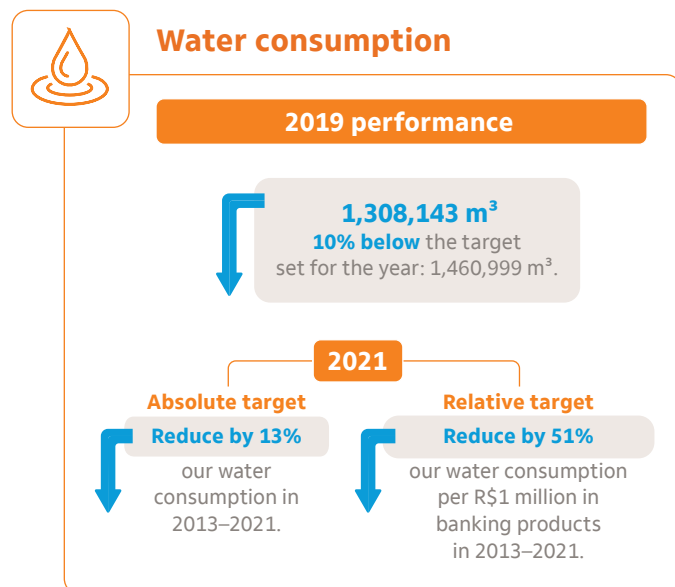 Water consumption
2019 performance
1,308,143 m³
10% below the target
set for the year: 1,460,999 m³.
2021
Absolute target
Reduce by 13%
our water
consumption in
2013–2021.
Relative target
Reduce by 51%
our water consumption
per R$1 million in
banking products
in 2013–2021.